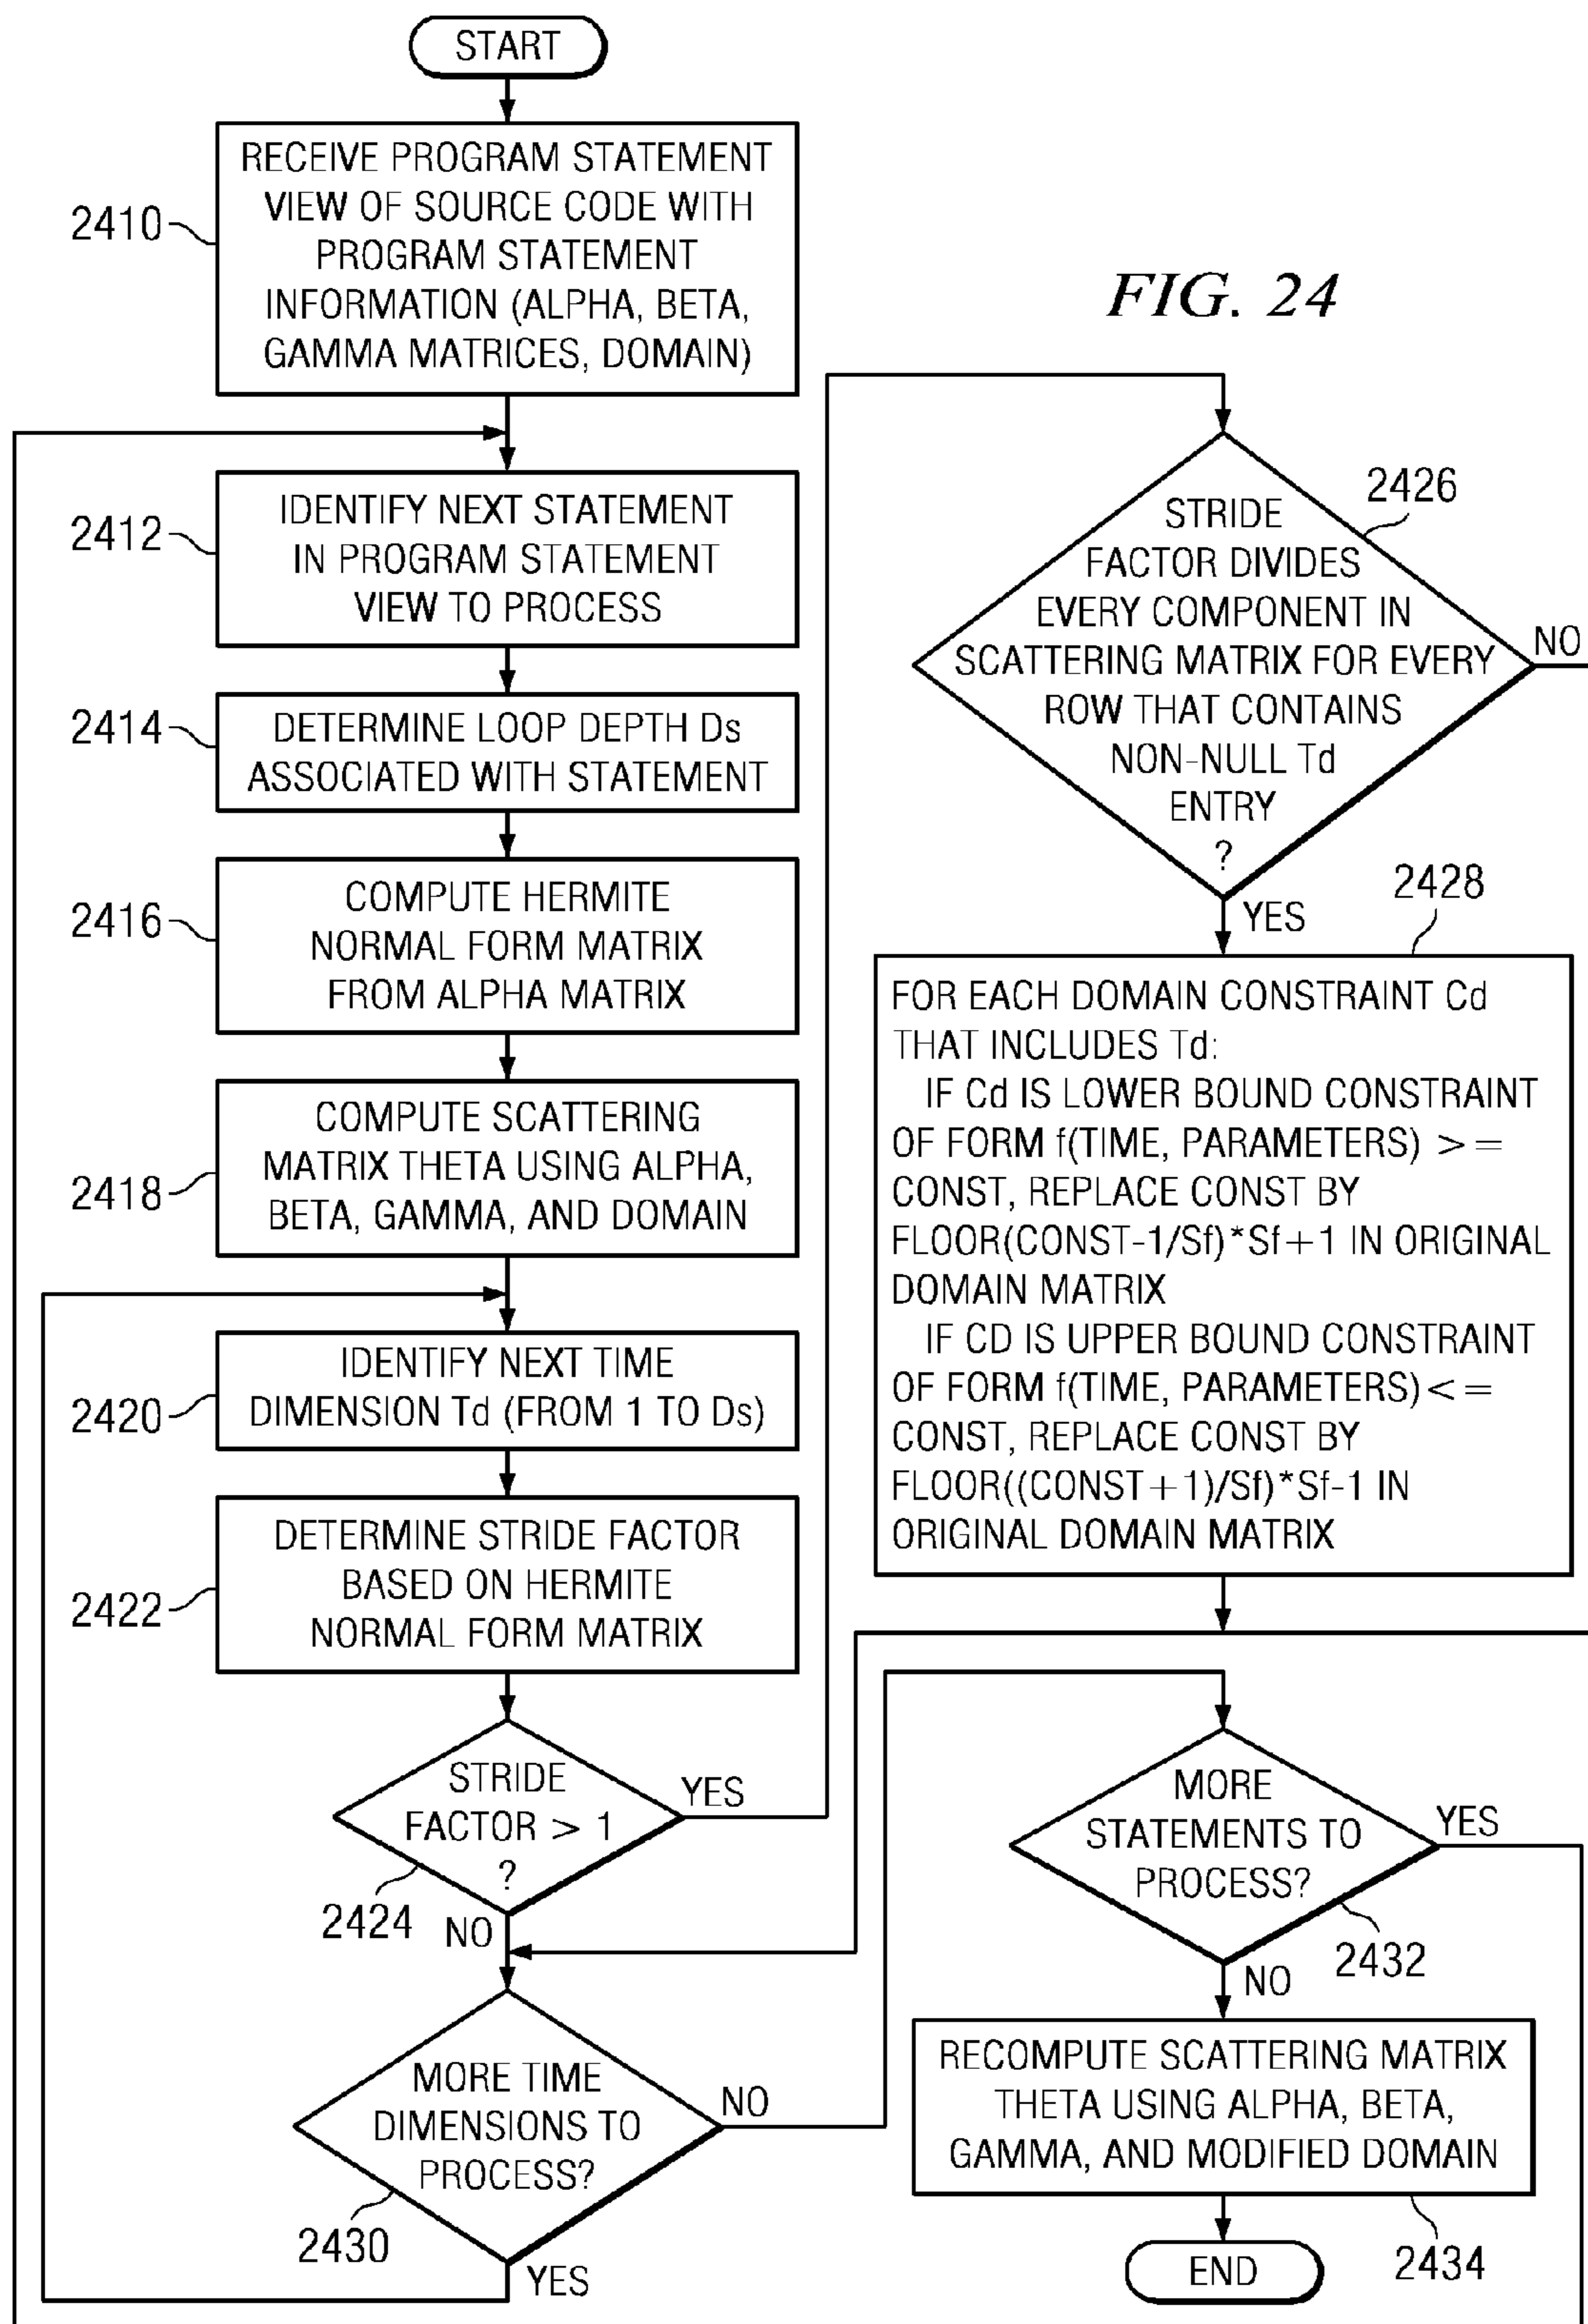 START
RECEIVE PROGRAM STATEMENT
VIEW OF SOURCE CODE WITH
PROGRAM STATEMENT
INFORMATION (ALPHA, BETA,
GAMMA MATRICES, DOMAIN)
2410
FIG. 24
IDENTIFY NEXT STATEMENT
IN PROGRAM STATEMENT
VIEW TO PROCESS
2412
DETERMINE LOOP DEPTH Ds
ASSOCIATED WITH STATEMENT
2414
COMPUTE HERMITE
NORMAL FORM MATRIX
FROM ALPHA MATRIX
2416
COMPUTE SCATTERING
MATRIX THETA USING ALPHA,
BETA, GAMMA, AND DOMAIN
2418
IDENTIFY NEXT TIME
DIMENSION Td (FROM 1 TO Ds)
2420
DETERMINE STRIDE FACTOR
BASED ON HERMITE
NORMAL FORM MATRIX
2422
STRIDE
FACTOR > 1
?
YES
2424
NO
2426
STRIDE
FACTOR DIVIDES
EVERY COMPONENT IN
SCATTERING MATRIX FOR EVERY
ROW THAT CONTAINS
NON-NULL Td
ENTRY
?
NO
YES
2428
FOR EACH DOMAIN CONSTRAINT Cd
THAT INCLUDES Td:
IF Cd IS LOWER BOUND CONSTRAINT
OF FORM f(TIME, PARAMETERS) >=
CONST, REPLACE CONST BY
FLOOR(CONST-1/Sf)*Sf+1 IN ORIGINAL
DOMAIN MATRIX
IF CD IS UPPER BOUND CONSTRAINT
OF FORM f(TIME, PARAMETERS)<=
CONST, REPLACE CONST BY
FLOOR((CONST+1)/Sf)*Sf-1 IN
ORIGINAL DOMAIN MATRIX
MORE TIME
DIMENSIONS TO
PROCESS?
NO
2430
YES
MORE
STATEMENTS TO
PROCESS?
YES
2432
NO
RECOMPUTE SCATTERING MATRIX
THETA USING ALPHA, BETA,
GAMMA, AND MODIFIED DOMAIN
2434
END